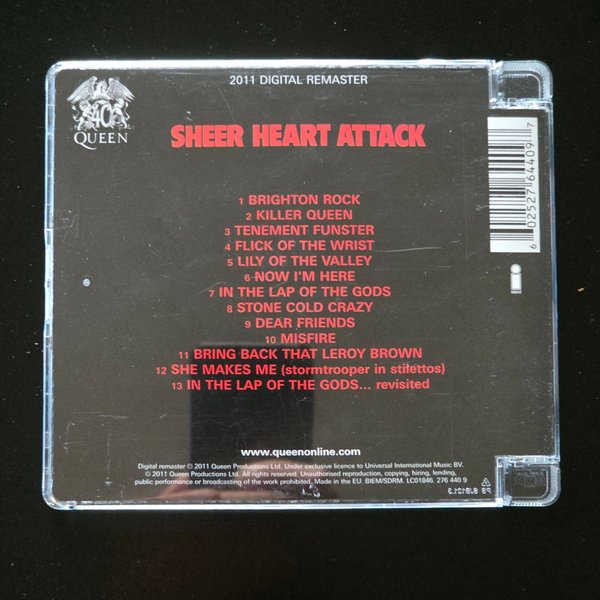 2011 DIGITAL REMASTER
40
QUEEN
SHEER HEART ATTACK
1 BRIGHTON ROCK
2 KILLER QUEEN
3 TENEMENT FUNSTER
4 FLICK OF THE WRIST
5 LILY OF THE VALLEY
6 NOW I'M HERE
7 IN THE LAP OF THE GODS
8 STONE COLD CRAZY
9 DEAR FRIENDS
10 MISFIRE
11 BRING BACK THAT LEROY BROWN
12 SHE MAKES ME (stormtrooper in stilettos)
13 IN THE LAP OF THE GODS... revisited
6 02527 64409 7
www.queenonline.com
Digital remaster ℗ 2011 Queen Productions Ltd. Under exclusive licence to Universal International Music BV.
© 2011 Queen Productions Ltd. All rights reserved. Unauthorised reproduction, copying, hiring, lending,
public performance or broadcasting of the work prohibited. Made in the EU. BIEM/SDRM. LC01846. 276 440 9